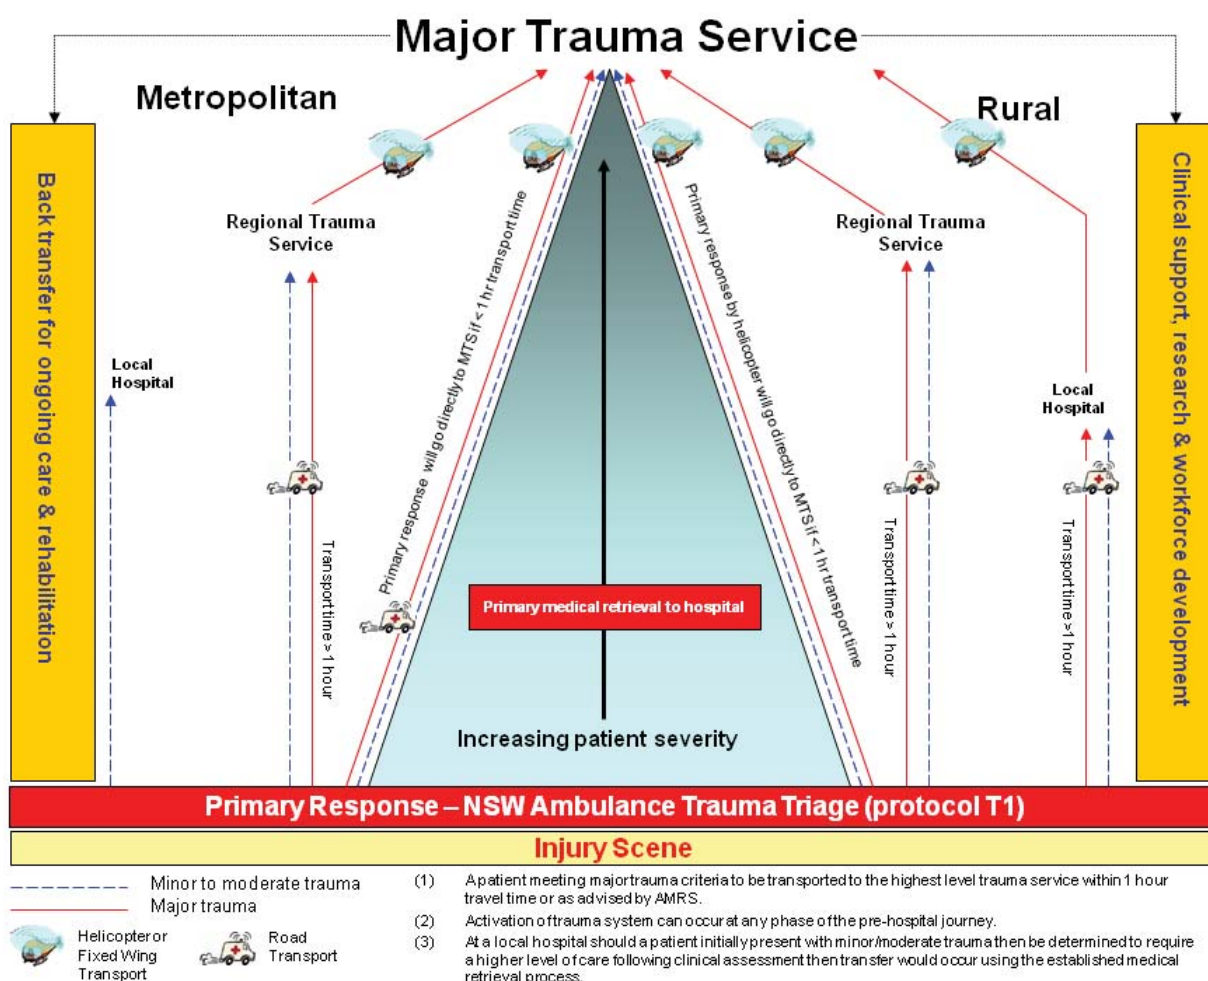 Major Trauma Service
Metropolitan
Rural
Back transfer for ongoing care & rehabilitation
Clinical support, research & workforce development
Regional Trauma
Service
Regional Trauma
Service
Local
Hospital
Local
Hospital
Primary response will go directly to MTS if < 1 hr transport time
Primary response by helicopter will go directly to MTS if < 1 hr transport time
Transport time > 1 hour
Transport time > 1 hour
Transport time > 1 hour
Primary medical retrieval to hospital
Increasing patient severity
Primary Response – NSW Ambulance Trauma Triage (protocol T1)
Injury Scene
Minor to moderate trauma
Major trauma
Helicopter or
Fixed Wing
Transport
Road
Transport
(1) A patient meeting major trauma criteria to be transported to the highest level trauma service within 1 hour
travel time or as advised by AMRS.
(2) Activation of trauma system can occur at any phase of the pre-hospital journey.
(3) At a local hospital should a patient initially present with minor/moderate trauma then be determined to require
a higher level of care following clinical assessment then transfer would occur using the established medical
retrieval process.